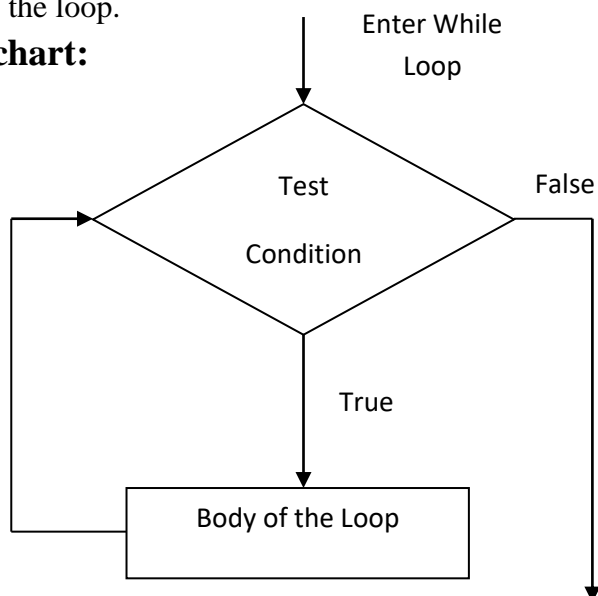 the loop.
chart:
Enter While
Loop
Test
Condition
False
True
Body of the Loop